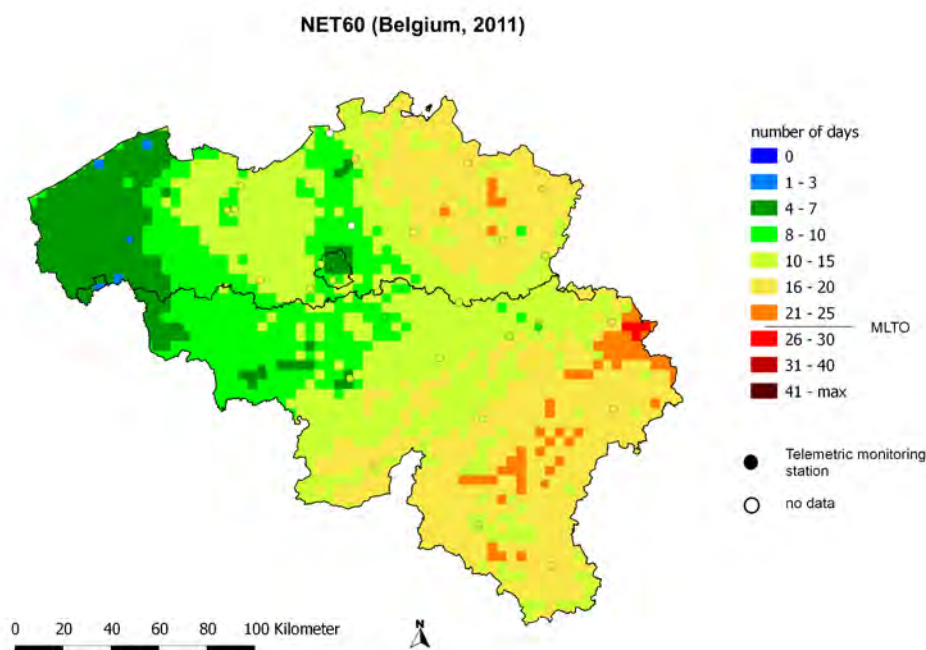 NET60 (Belgium, 2011)
number of days
0
1 - 3
4 - 7
8 - 10
10 - 15
16 - 20
21 - 25
MLTO
26 - 30
31 - 40
41 - max
Telemetric monitoring
station
no data
0 20 40 60 80 100 Kilometer
N